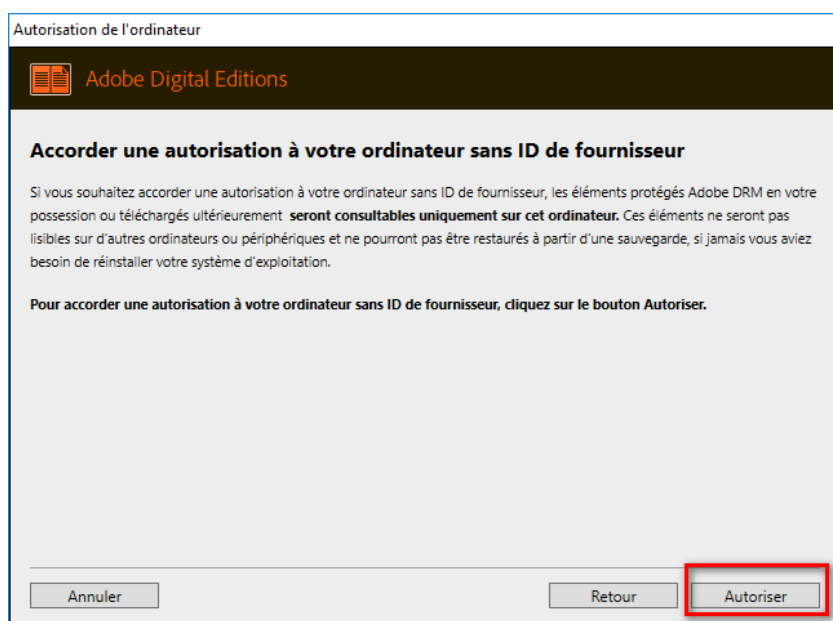 Autorisation de l'ordinateur
Adobe Digital Editions
Accorder une autorisation à votre ordinateur sans ID de fournisseur
Si vous souhaitez accorder une autorisation à votre ordinateur sans ID de fournisseur, les éléments protégés Adobe DRM en votre
possession ou téléchargés ultérieurement seront consultables uniquement sur cet ordinateur. Ces éléments ne seront pas
lisibles sur d'autres ordinateurs ou périphériques et ne pourront pas être restaurés à partir d'une sauvegarde, si jamais vous aviez
besoin de réinstaller votre système d'exploitation.
Pour accorder une autorisation à votre ordinateur sans ID de fournisseur, cliquez sur le bouton Autoriser.
Annuler Retour Autoriser